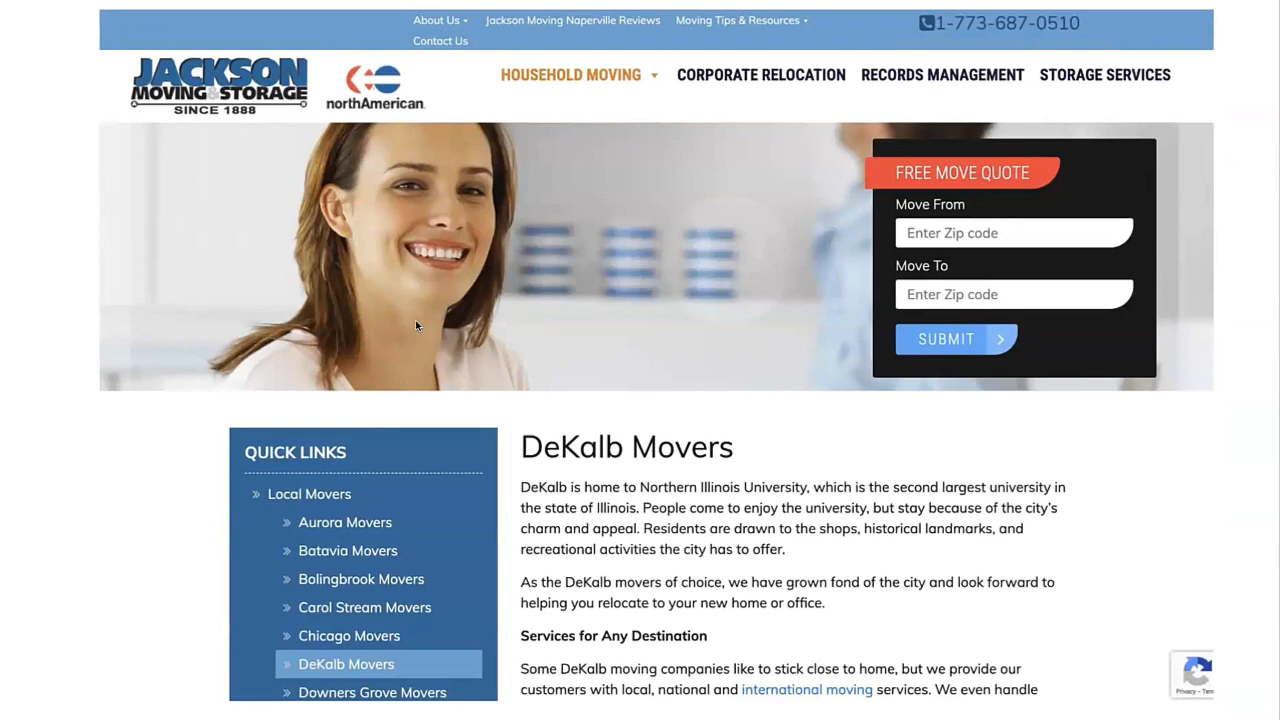 About Us
Jackson Moving Naperville Reviews
Moving Tips & Resources
1-773-687-0510
Contact Us
JACKSON
MOVING & STORAGE
SINCE 1888
northAmerican.
HOUSEHOLD MOVING
CORPORATE RELOCATION
RECORDS MANAGEMENT
STORAGE SERVICES
FREE MOVE QUOTE
Move From
Enter Zip code
Move To
Enter Zip code
SUBMIT
QUICK LINKS
Local Movers
Aurora Movers
Batavia Movers
Bolingbrook Movers
Carol Stream Movers
Chicago Movers
DeKalb Movers
Downers Grove Movers
DeKalb Movers
DeKalb is home to Northern Illinois University, which is the second largest university in
the state of Illinois. People come to enjoy the university, but stay because of the city's
charm and appeal. Residents are drawn to the shops, historical landmarks, and
recreational activities the city has to offer.
As the DeKalb movers of choice, we have grown fond of the city and look forward to
helping you relocate to your new home or office.
Services for Any Destination
Some DeKalb moving companies like to stick close to home, but we provide our
customers with local, national and international moving services. We even handle
Privacy - Tern